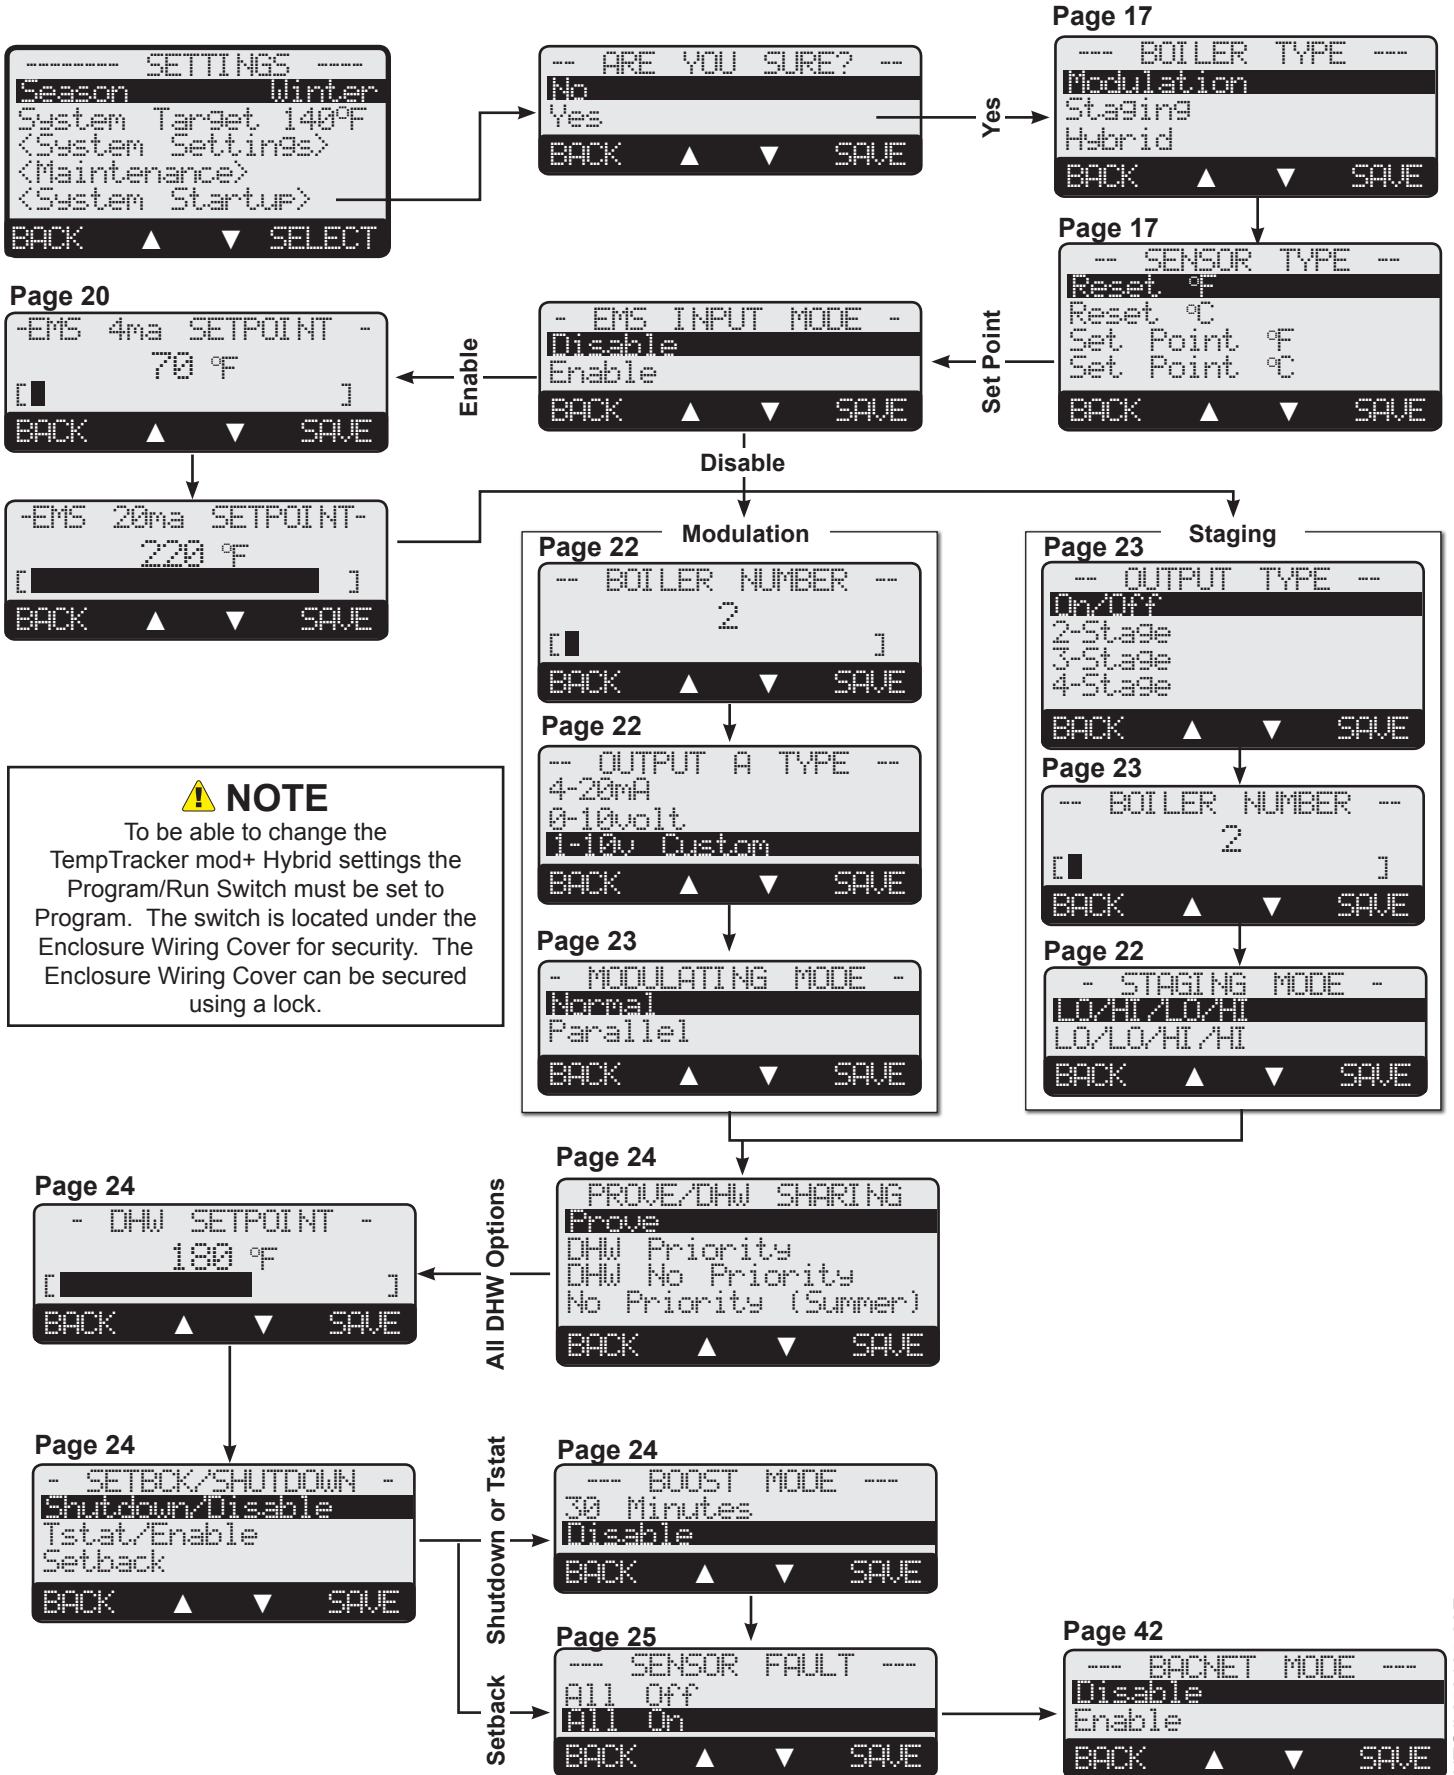 Page 17
-------- SETTINGS ----
Season Winter
System Target 140°F
<System Settings>
<Maintenance>
<System Startup>
BACK ▲ ▼ SELECT
-- ARE YOU SURE? --
No
Yes
BACK ▲ ▼ SAVE
Yes
--- BOILER TYPE ---
Modulation
Staging
Hybrid
BACK ▲ ▼ SAVE
Page 17
-- SENSOR TYPE --
Reset °F
Reset °C
Set Point °F
Set Point °C
BACK ▲ ▼ SAVE
Set Point
- EMS INPUT MODE -
Disable
Enable
BACK ▲ ▼ SAVE
Enable
Page 20
-EMS 4ma SETPOINT -
70 °F
[ ]
BACK ▲ ▼ SAVE
Disable
-EMS 20ma SETPOINT-
220 °F
[ ]
BACK ▲ ▼ SAVE
Modulation
Page 22
-- BOILER NUMBER --
2
[ ]
BACK ▲ ▼ SAVE
Page 22
-- OUTPUT A TYPE --
4-20mA
0-10volt
1-10v Custom
BACK ▲ ▼ SAVE
Page 23
- MODULATING MODE -
Normal
Parallel
BACK ▲ ▼ SAVE
Staging
Page 23
-- OUTPUT TYPE --
On/Off
2-Stage
3-Stage
4-Stage
BACK ▲ ▼ SAVE
Page 23
-- BOILER NUMBER --
2
[ ]
BACK ▲ ▼ SAVE
Page 22
- STAGING MODE -
LO/HI/LO/HI
LO/LO/HI/HI
BACK ▲ ▼ SAVE
NOTE
To be able to change the
TempTracker mod+ Hybrid settings the
Program/Run Switch must be set to
Program. The switch is located under the
Enclosure Wiring Cover for security. The
Enclosure Wiring Cover can be secured
using a lock.
Page 24
PROVE/DHW SHARING
Prove
DHW Priority
DHW No Priority
No Priority (Summer)
BACK ▲ ▼ SAVE
All DHW Options
Page 24
- DHW SETPOINT -
180 °F
[ ]
BACK ▲ ▼ SAVE
Page 24
- SETBCK/SHUTDOWN -
Shutdown/Disable
Tstat/Enable
Setback
BACK ▲ ▼ SAVE
Shutdown or Tstat
Page 24
--- BOOST MODE ---
30 Minutes
Disable
BACK ▲ ▼ SAVE
Setback
Page 25
--- SENSOR FAULT ---
All Off
All On
BACK ▲ ▼ SAVE
Page 42
--- BACNET MODE ---
Disable
Enable
BACK ▲ ▼ SAVE